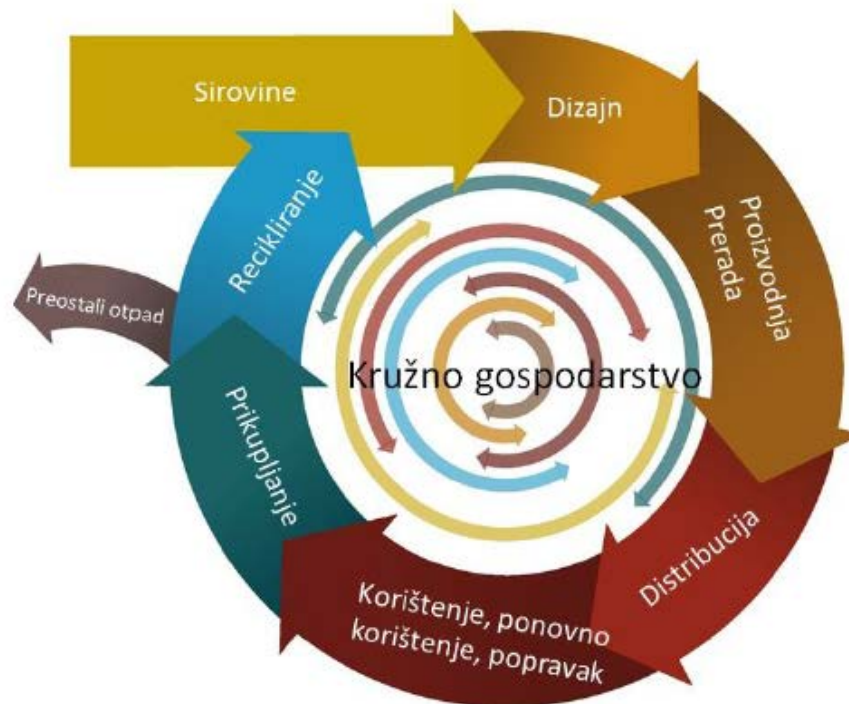 Sirovine
Dizajn
Proizvodnja
Prerada
Distribucija
Korištenje, ponovno
korištenje, popravak
Prikupljanje
Recikliranje
Preostali otpad
Kružno gospodarstvo